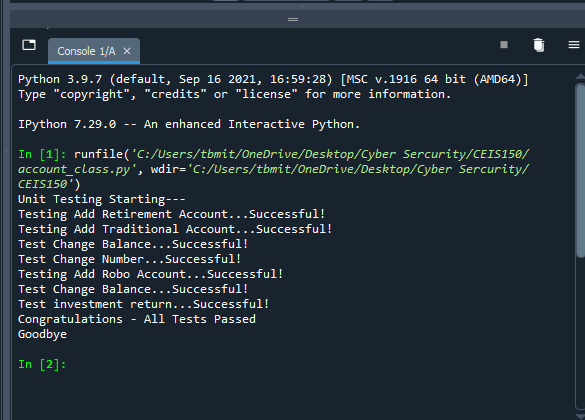 Console 1/A
Python 3.9.7 (default, Sep 16 2021, 16:59:28) [MSC v.1916 64 bit (AMD64)]
Type "copyright", "credits" or "license" for more information.
IPython 7.29.0 -- An enhanced Interactive Python.
In [1]: runfile('C:/Users/tbmit/OneDrive/Desktop/Cyber Sercurity/CEIS150/
account_class.py', wdir='C:/Users/tbmit/OneDrive/Desktop/Cyber Sercurity/
CEIS150')
Unit Testing Starting---
Testing Add Retirement Account...Successful!
Testing Add Traditional Account...Successful!
Test Change Balance...Successful!
Test Change Number...Successful!
Testing Add Robo Account...Successful!
Test Change Balance...Successful!
Test investment return...Successful!
Congratulations - All Tests Passed
Goodbye
In [2]: